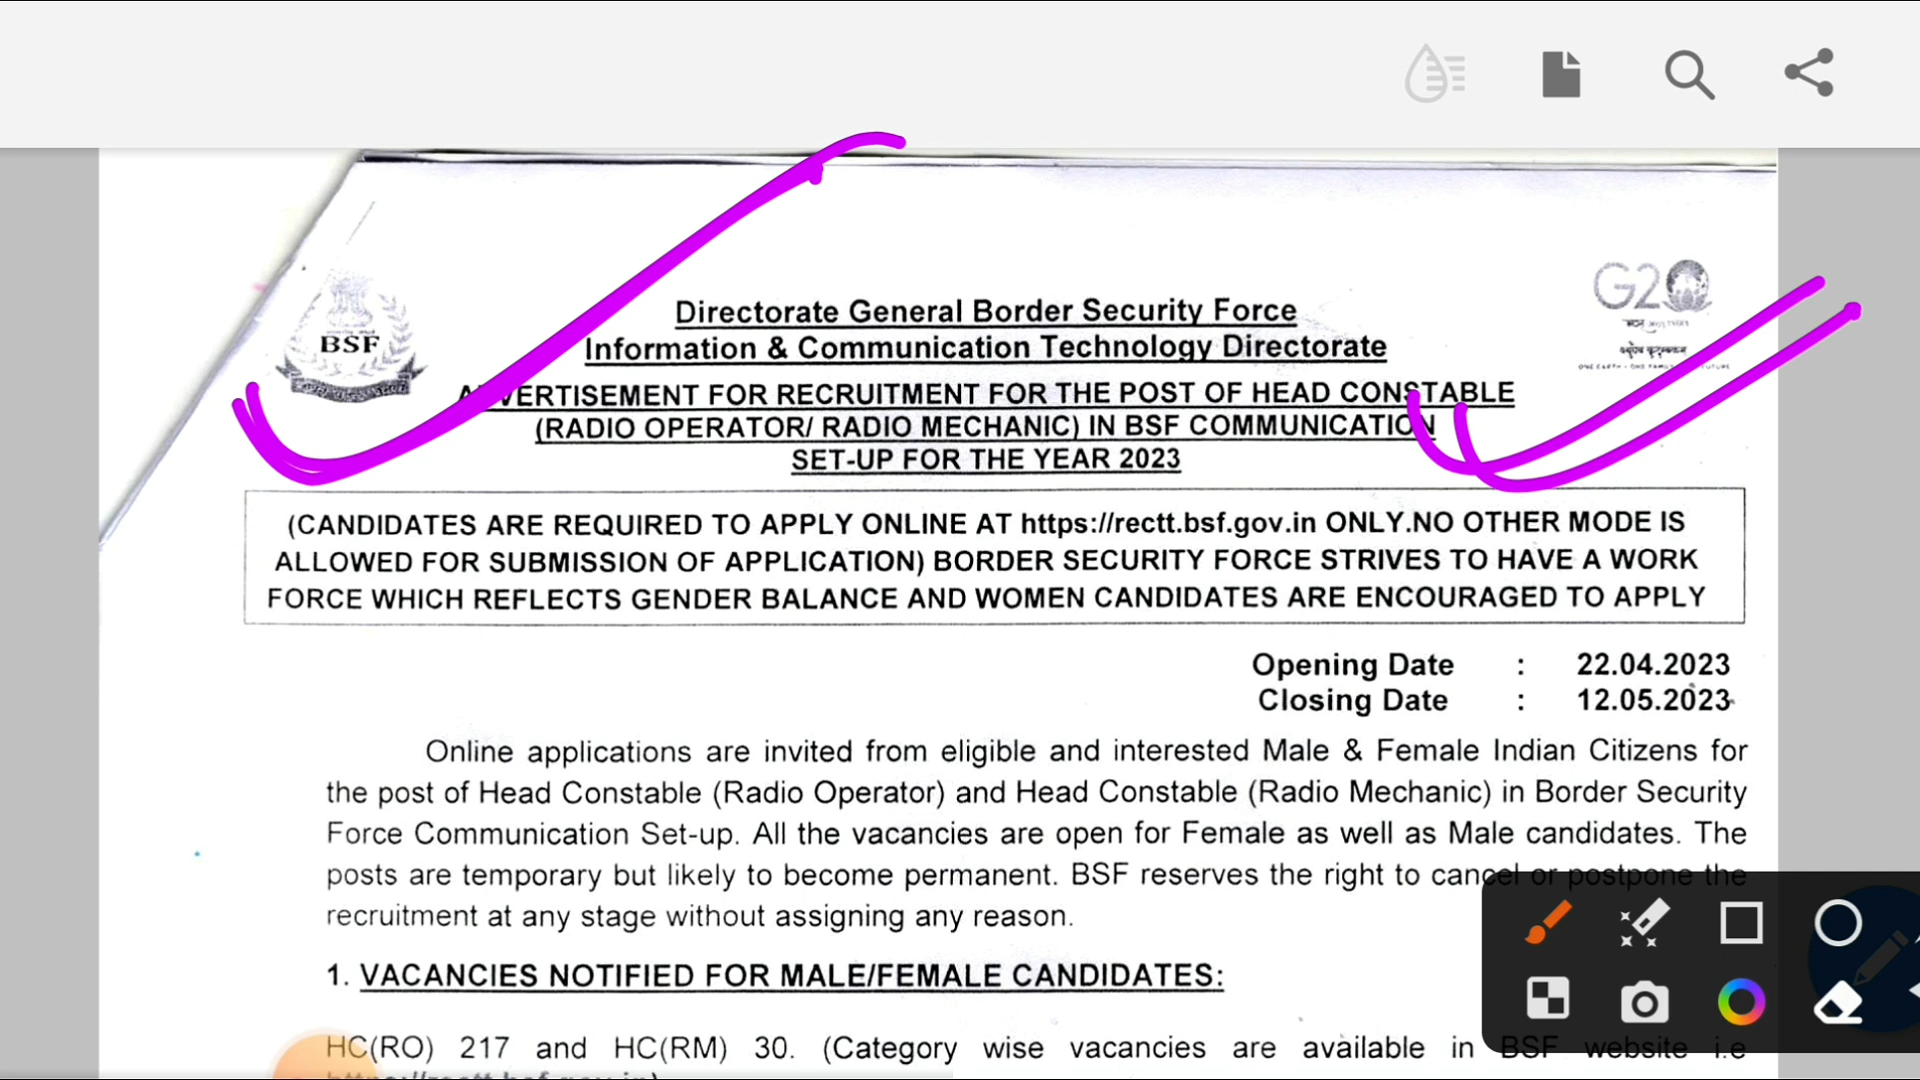 BSF
G20
Directorate General Border Security Force
Information & Communication Technology Directorate
ADVERTISEMENT FOR RECRUITMENT FOR THE POST OF HEAD CONSTABLE
(RADIO OPERATOR/ RADIO MECHANIC) IN BSF COMMUNICATION
SET-UP FOR THE YEAR 2023
(CANDIDATES ARE REQUIRED TO APPLY ONLINE AT https://rectt.bsf.gov.in ONLY.NO OTHER MODE IS
ALLOWED FOR SUBMISSION OF APPLICATION) BORDER SECURITY FORCE STRIVES TO HAVE A WORK
FORCE WHICH REFLECTS GENDER BALANCE AND WOMEN CANDIDATES ARE ENCOURAGED TO APPLY
Opening Date : 22.04.2023
Closing Date : 12.05.2023
Online applications are invited from eligible and interested Male & Female Indian Citizens for
the post of Head Constable (Radio Operator) and Head Constable (Radio Mechanic) in Border Security
Force Communication Set-up. All the vacancies are open for Female as well as Male candidates. The
posts are temporary but likely to become permanent. BSF reserves the right to cancel or postpone the
recruitment at any stage without assigning any reason.
1. VACANCIES NOTIFIED FOR MALE/FEMALE CANDIDATES:
HC(RO) 217 and HC(RM) 30. (Category wise vacancies are available in BSF website i.e